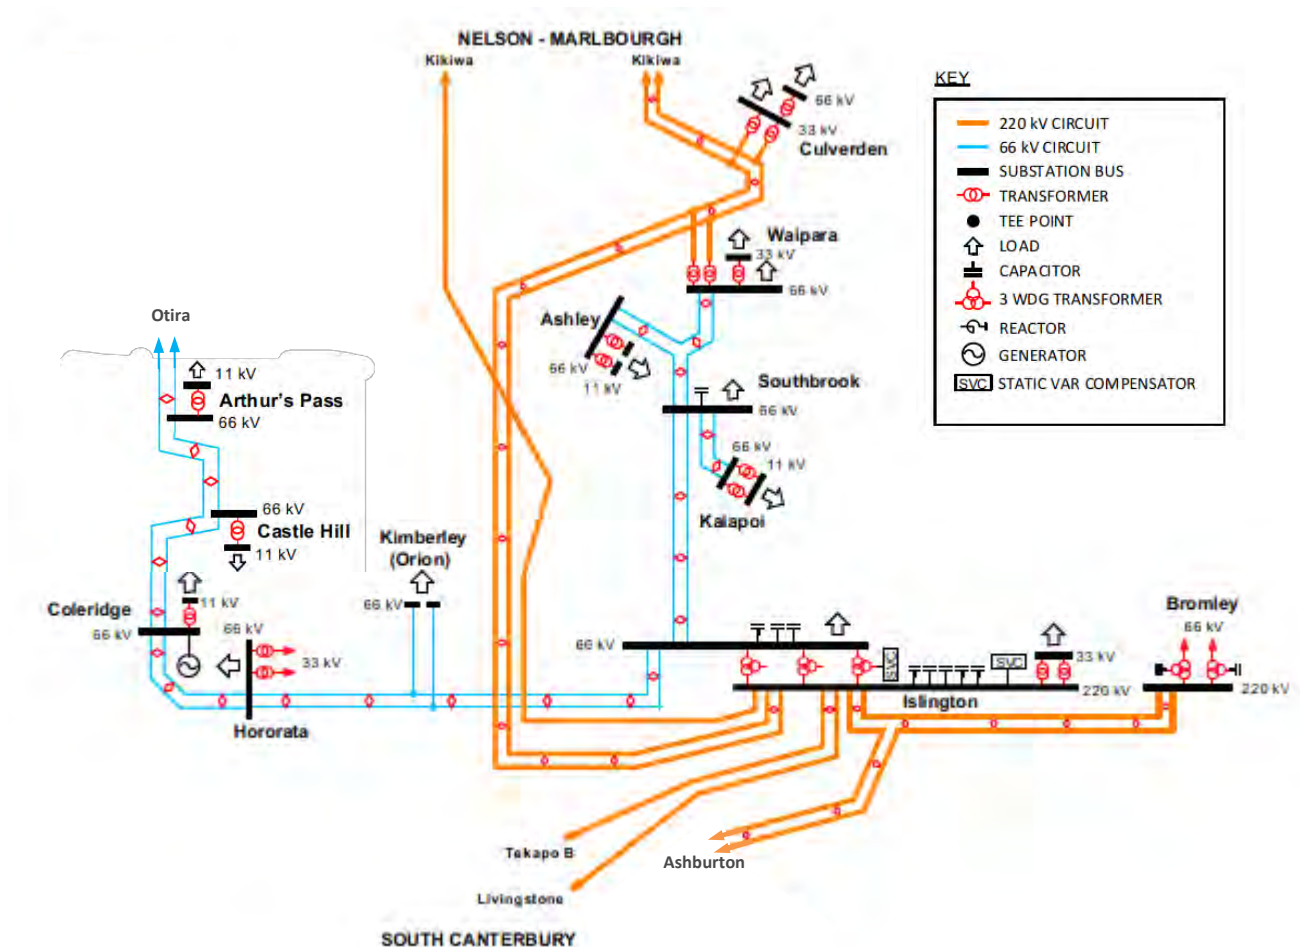 NELSON - MARLBOURGH
Kikiwa
Kikiwa
66 kV
33 kV
Culverden
KEY
220 kV CIRCUIT
66 kV CIRCUIT
SUBSTATION BUS
TRANSFORMER
TEE POINT
LOAD
CAPACITOR
3 WDG TRANSFORMER
REACTOR
GENERATOR
SVC
STATIC VAR COMPENSATOR
Waipara
33 kV
66 kV
Otira
11 kV
Arthur's Pass
66 kV
Ashley
66 kV
11 kV
Southbrook
66 kV
66 kV
11 kV
Kaiapoi
66 kV
Castle Hill
11 kV
Kimberley
(Orion)
66 kV
Coleridge
11 kV
66 kV
66 kV
33 kV
Hororata
66 kV
SVC
SVC
33 kV
220 kV
Islington
Bromley
66 kV
220 kV
Tekapo B
Ashburton
Livingstone
SOUTH CANTERBURY